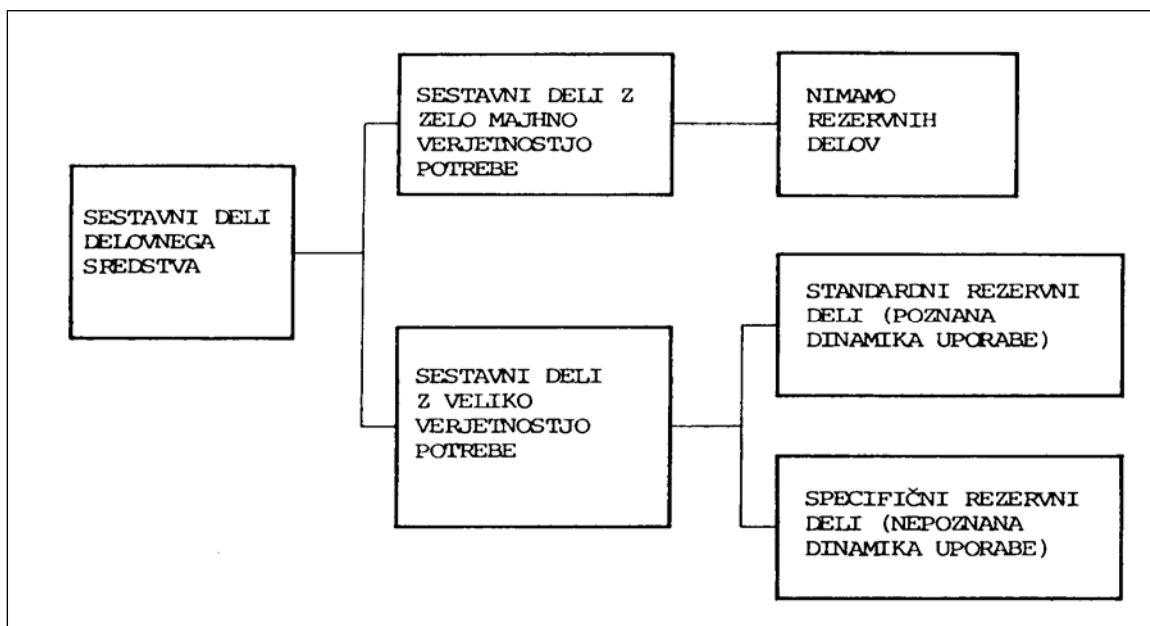 SESTAVNI DELI
DELOVNEGA
SREDSTVA
SESTAVNI DELI Z
ZELO MAJHNO
VERJETNOSTJO
POTREBE
NIMAMO
REZERVNIH
DELOV
SESTAVNI DELI
Z VELIKO
VERJETNOSTJO
POTREBE
STANDARDNI REZERVNI
DELI (POZNANA
DINAMIKA UPORABE)
SPECIFIČNI REZERVNI
DELI (NEPOZNANA
DINAMIKA UPORABE)